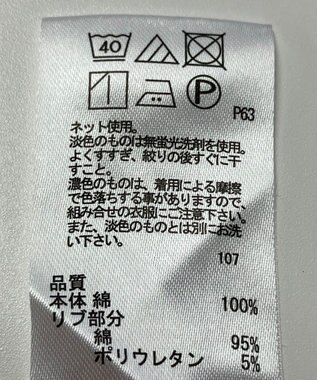 40
P
P63
ネット使用。
淡色のものは無蛍光洗剤を使用。
よくすすぎ、絞りの後すぐに干
すこと。
濃色のものは、着用による摩擦
で色落ちする事がありますので、
組み合せの衣服にご注意下さい。
また、淡色のものとは別にお洗
い下さい。
107
品質
本体 綿 100%
リブ部分
綿 95%
ポリウレタン 5%